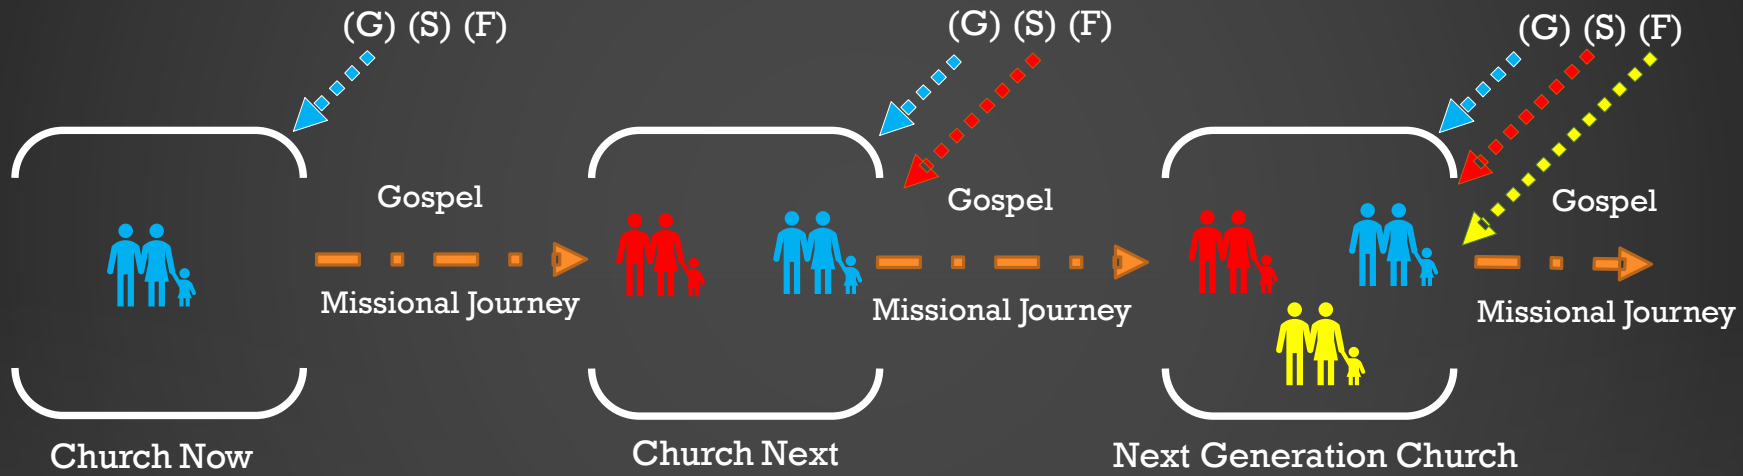 (G) (S) (F)
(G) (S) (F)
(G) (S) (F)
Gospel
Missional Journey
Gospel
Missional Journey
Gospel
Missional Journey
Church Now
Church Next
Next Generation Church